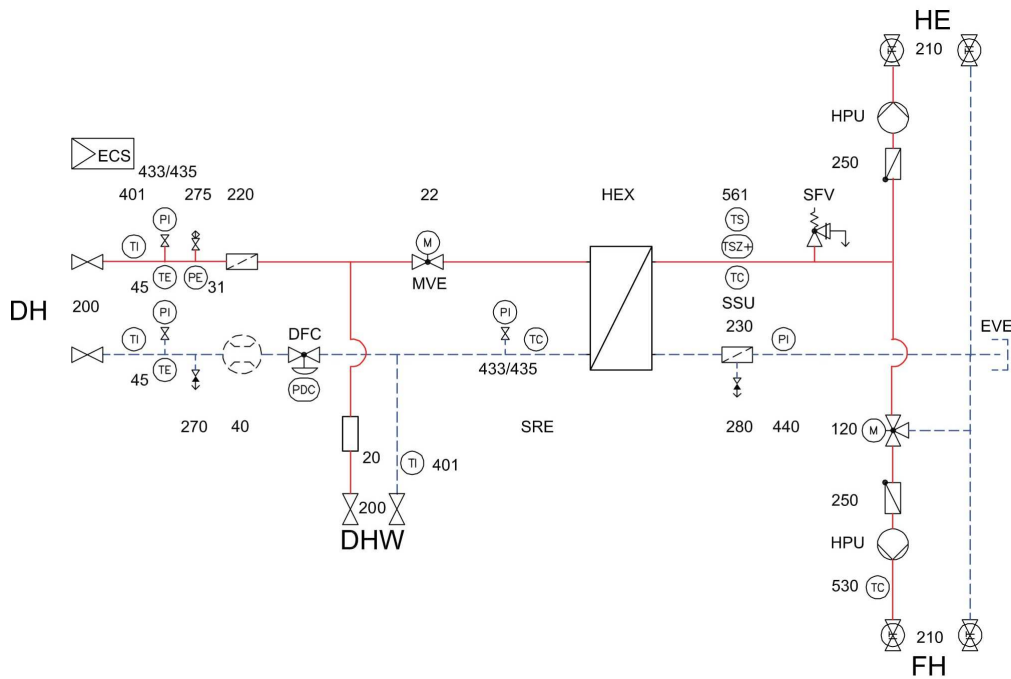 HE
210
HPU
ECS
433/435
250
401
275
220
22
HEX
561
SFV
PI
TS
TI
M
TSZ+
TE
PE
MVE
TC
45
31
SSU
DH
200
PI
DFC
PI
230
EVE
TI
TC
PI
TE
433/435
45
PDC
270
40
SRE
280
440
120
M
20
TI
401
250
200
DHW
HPU
530
TC
210
FH